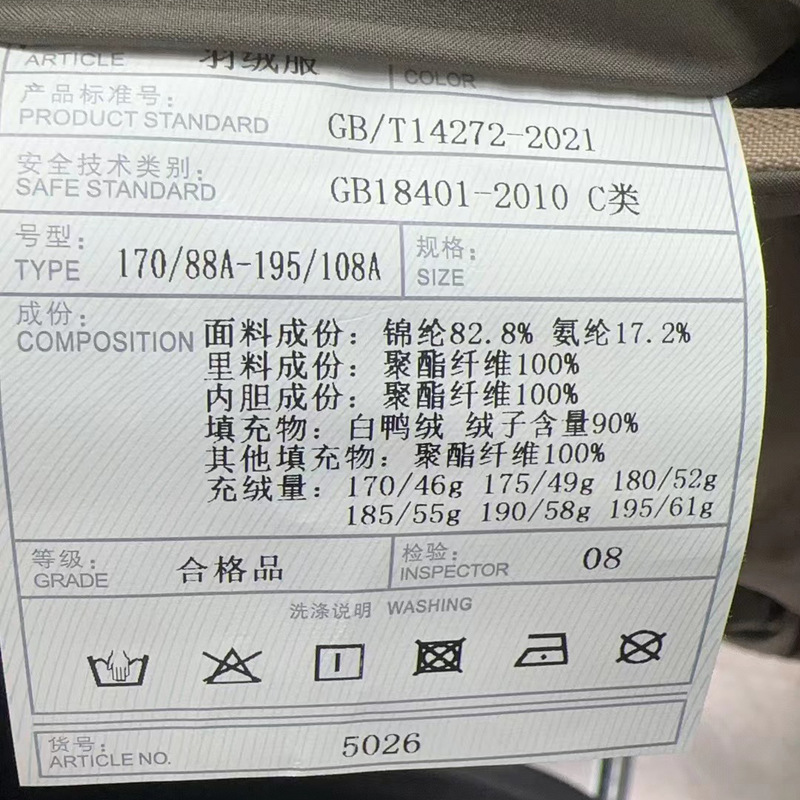 ARTICLE 羽绒服 COLOR
产品标准号:
PRODUCT STANDARD GB/T14272-2021
安全技术类别:
SAFE STANDARD GB18401-2010 C类
号型: 规格:
TYPE 170/88A-195/108A SIZE
成份:
COMPOSITION 面料成份: 锦纶82.8% 氨纶17.2%
里料成份: 聚酯纤维100%
内胆成份: 聚酯纤维100%
填充物: 白鸭绒 绒子含量90%
其他填充物: 聚酯纤维100%
充绒量: 170/46g 175/49g 180/52g
185/55g 190/58g 195/61g
等级: 检验:
GRADE 合格品 INSPECTOR 08
洗涤说明 WASHING
货号:
ARTICLE NO. 5026